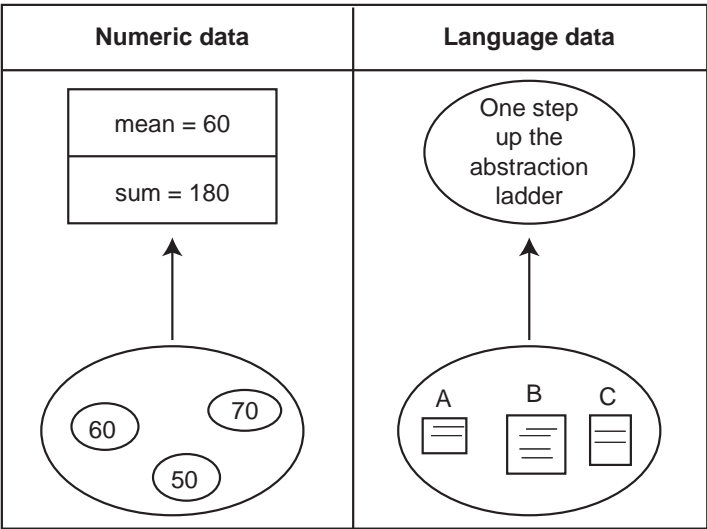 Numeric data
Language data
mean = 60
sum = 180
One step
up the
abstraction
ladder
60
70
50
A
B
C